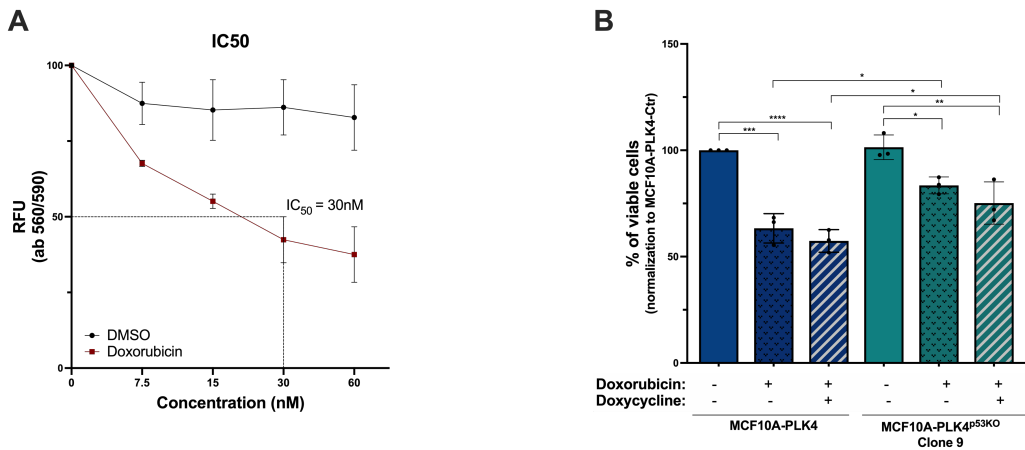 A
IC50
RFU
(ab 560/590)
100
50
0
IC50 = 30nM
DMSO
Doxorubicin
0 7.5 15 30 60
Concentration (nM)
B
% of viable cells
(normalization to MCF10A-PLK4-Ctr)
150
100
50
0
*
*
**
*
****
***
Doxorubicin: - + + - + +
Doxycycline: - - + - - +
MCF10A-PLK4
MCF10A-PLK4p53KO
Clone 9